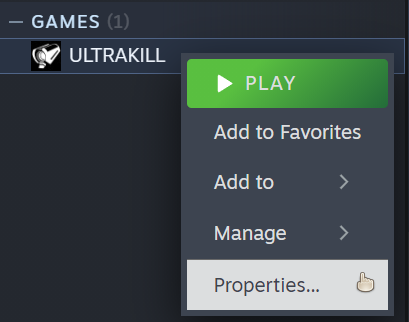 GAMES (1)
ULTRAKILL
PLAY
Add to Favorites
Add to
Manage
Properties...